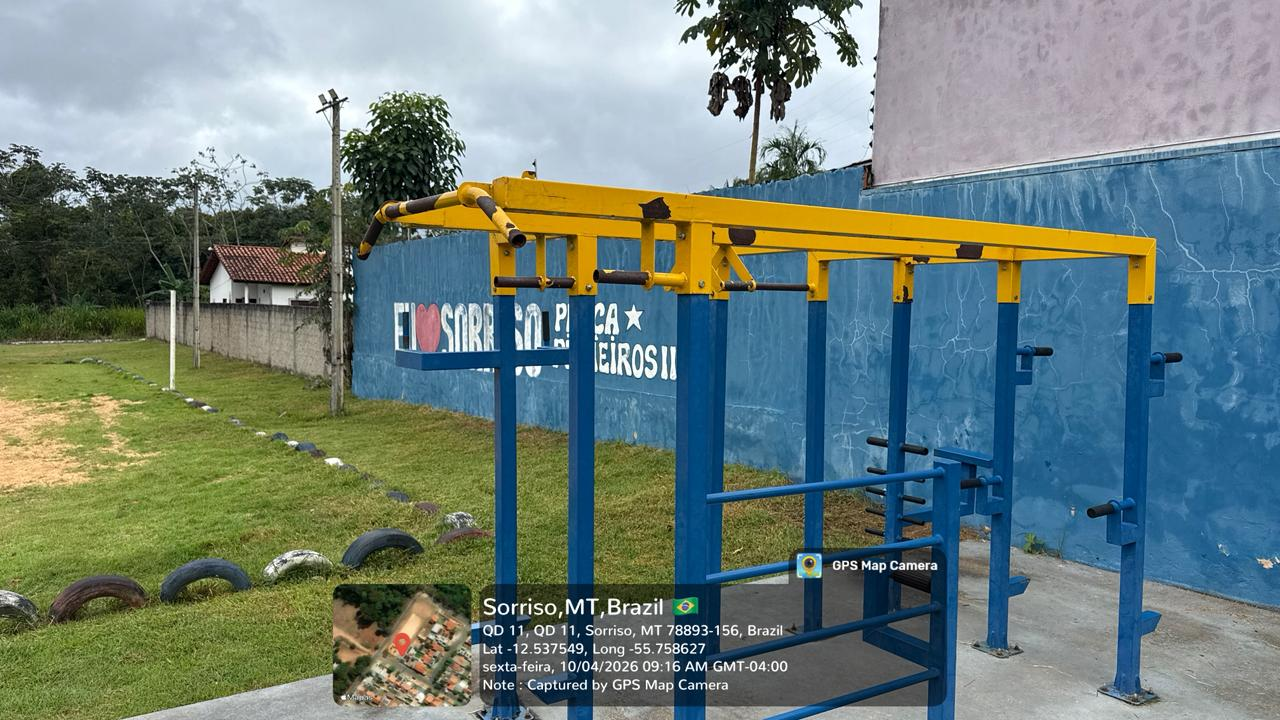 EU ❤ SORRISO
PRAÇA ★
PINHEIROS II
GPS Map Camera
Sorriso,MT,Brazil 🇧🇷
QD 11, QD 11, Sorriso, MT 78893-156, Brazil
Lat -12.537549, Long -55.758627
sexta-feira, 10/04/2026 09:16 AM GMT-04:00
Note : Captured by GPS Map Camera